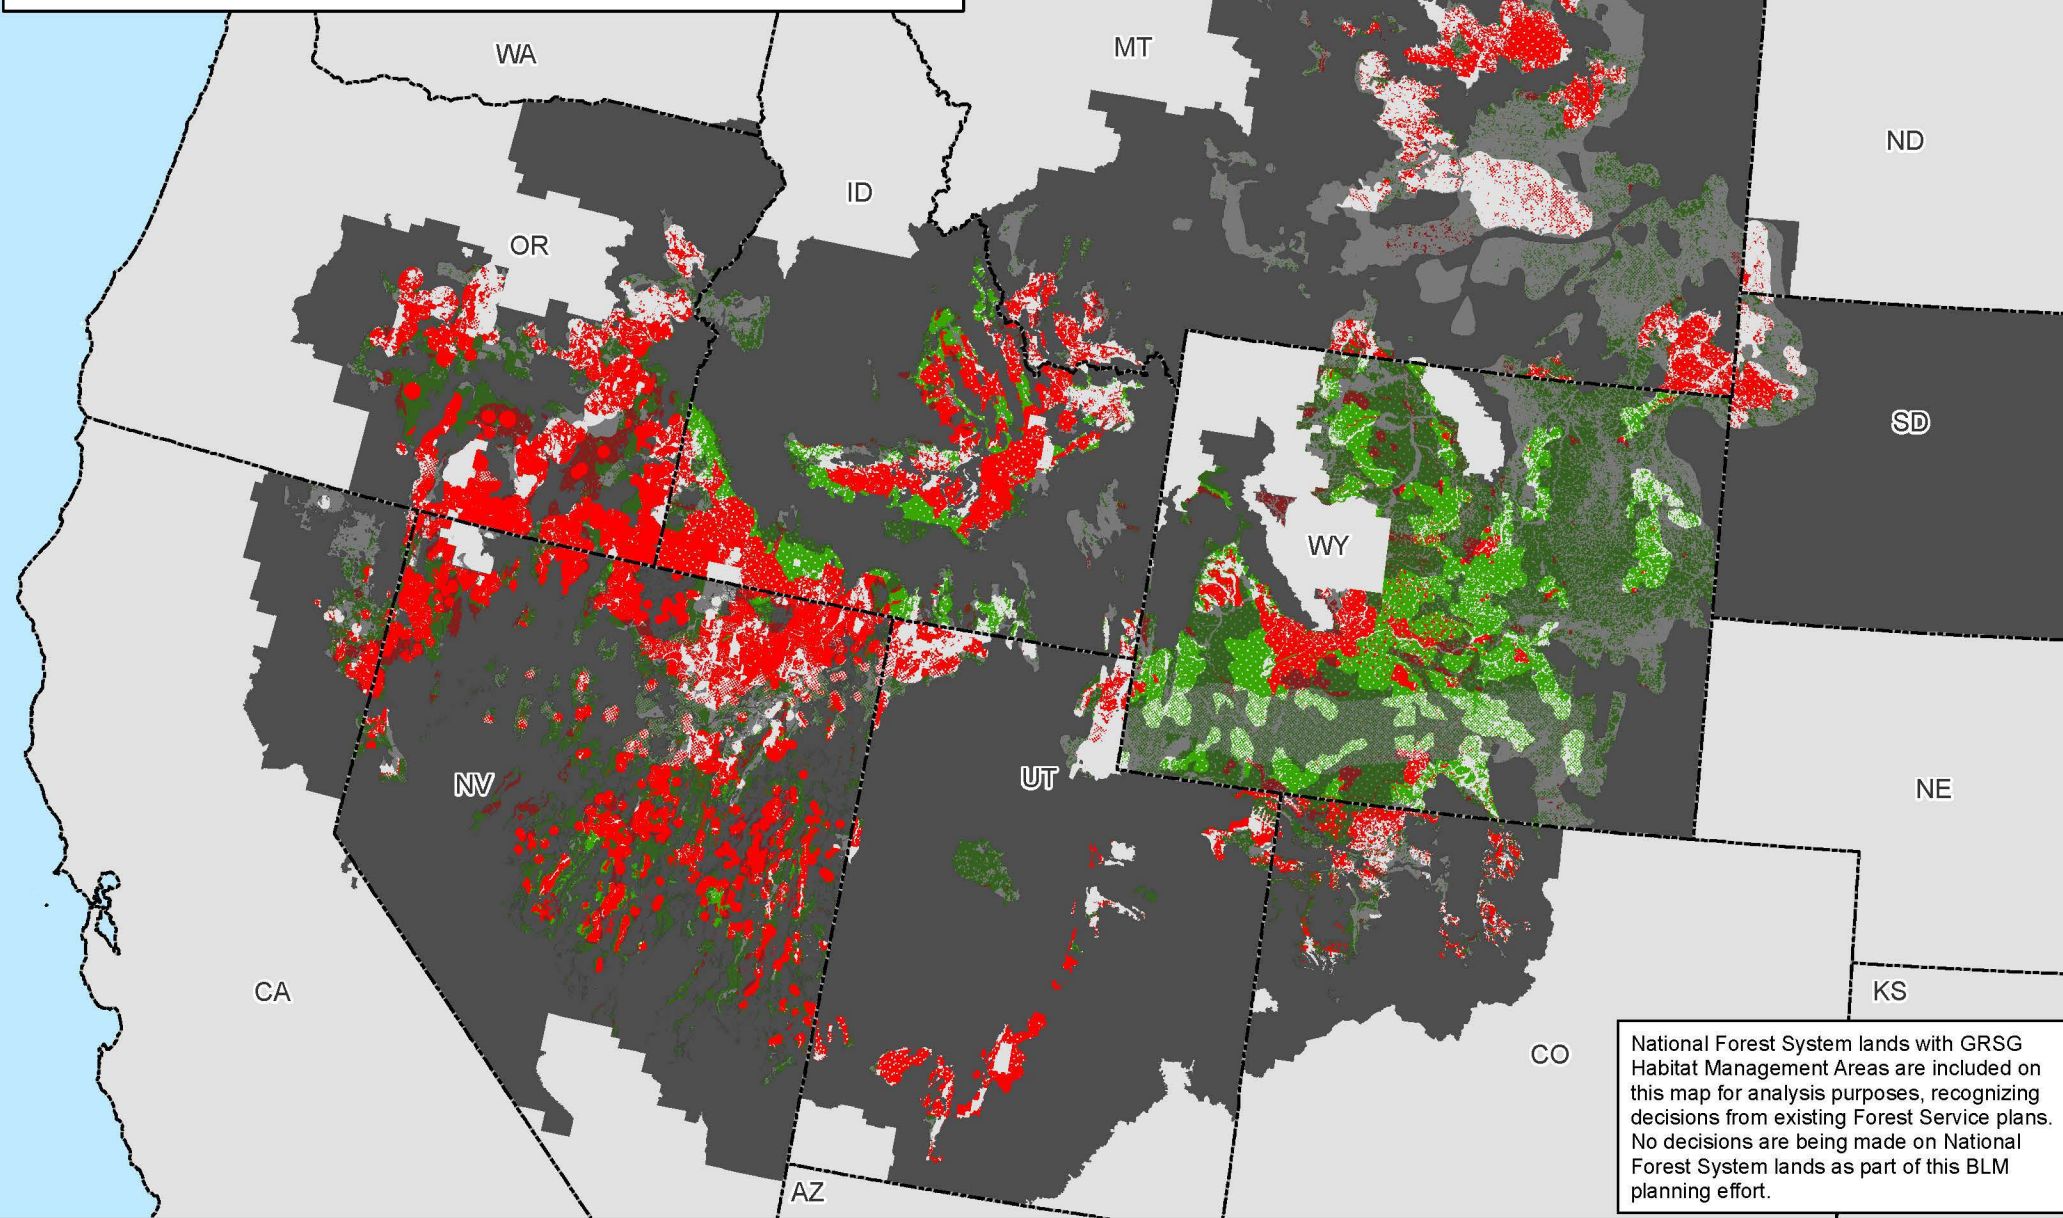 WA
MT
ND
ID
OR
SD
WY
NV
UT
NE
CA
KS
CO
AZ
National Forest System lands with GRSG
Habitat Management Areas are included on
this map for analysis purposes, recognizing
decisions from existing Forest Service plans.
No decisions are being made on National
Forest System lands as part of this BLM
planning effort.